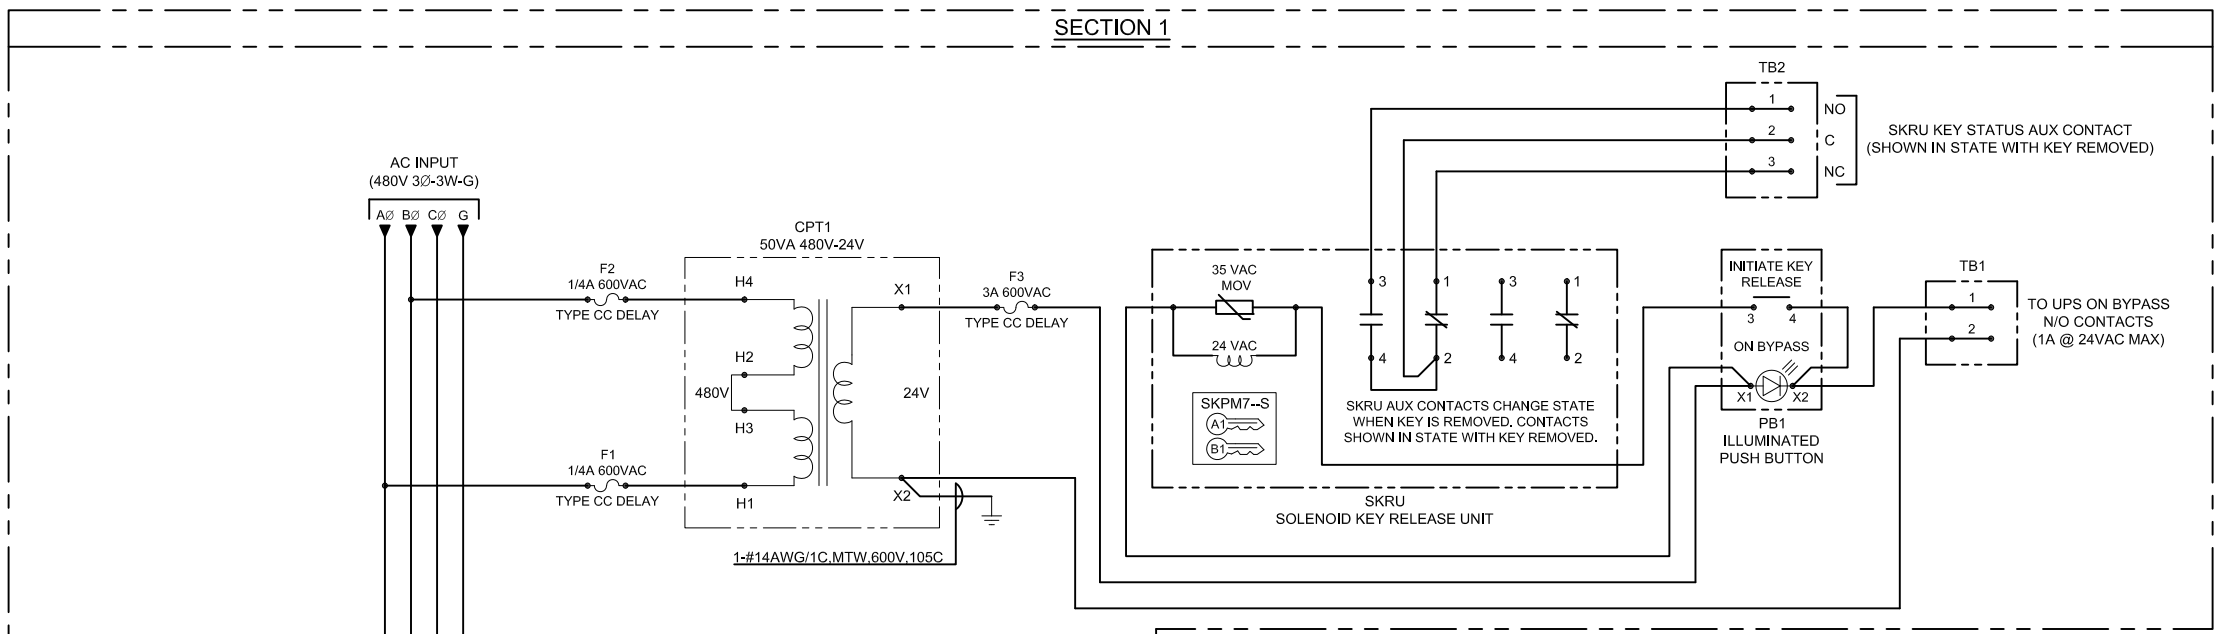 SECTION 1
TB2
1
NO
2
C
3
NC
SKRU KEY STATUS AUX CONTACT
(SHOWN IN STATE WITH KEY REMOVED)
AC INPUT
(480V 3Ø-3W-G)
AØ BØ CØ G
CPT1
50VA 480V-24V
F2
1/4A 600VAC
TYPE CC DELAY
H4
H2
480V
H3
H1
F1
1/4A 600VAC
TYPE CC DELAY
X1
24V
X2
F3
3A 600VAC
TYPE CC DELAY
1-#14AWG/1C,MTW,600V,105C
35 VAC
MOV
24 VAC
SKPM7--S
A1
B1
3 1 3 1
4 2 4 2
SKRU AUX CONTACTS CHANGE STATE
WHEN KEY IS REMOVED. CONTACTS
SHOWN IN STATE WITH KEY REMOVED.
SKRU
SOLENOID KEY RELEASE UNIT
INITIATE KEY
RELEASE
3 4
ON BYPASS
X1 X2
PB1
ILLUMINATED
PUSH BUTTON
TB1
1
2
TO UPS ON BYPASS
N/O CONTACTS
(1A @ 24VAC MAX)